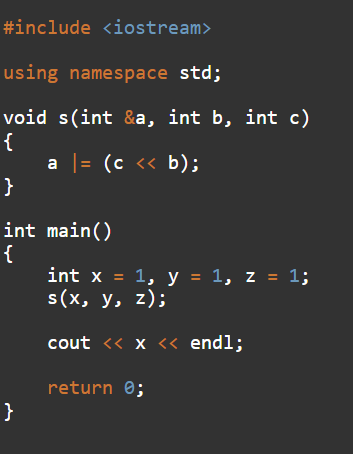 #include <iostream>
using namespace std;
void s(int &a, int b, int c)
{
    a |= (c << b);
}
int main()
{
    int x = 1, y = 1, z = 1;
    s(x, y, z);
    cout << x << endl;
    return 0;
}